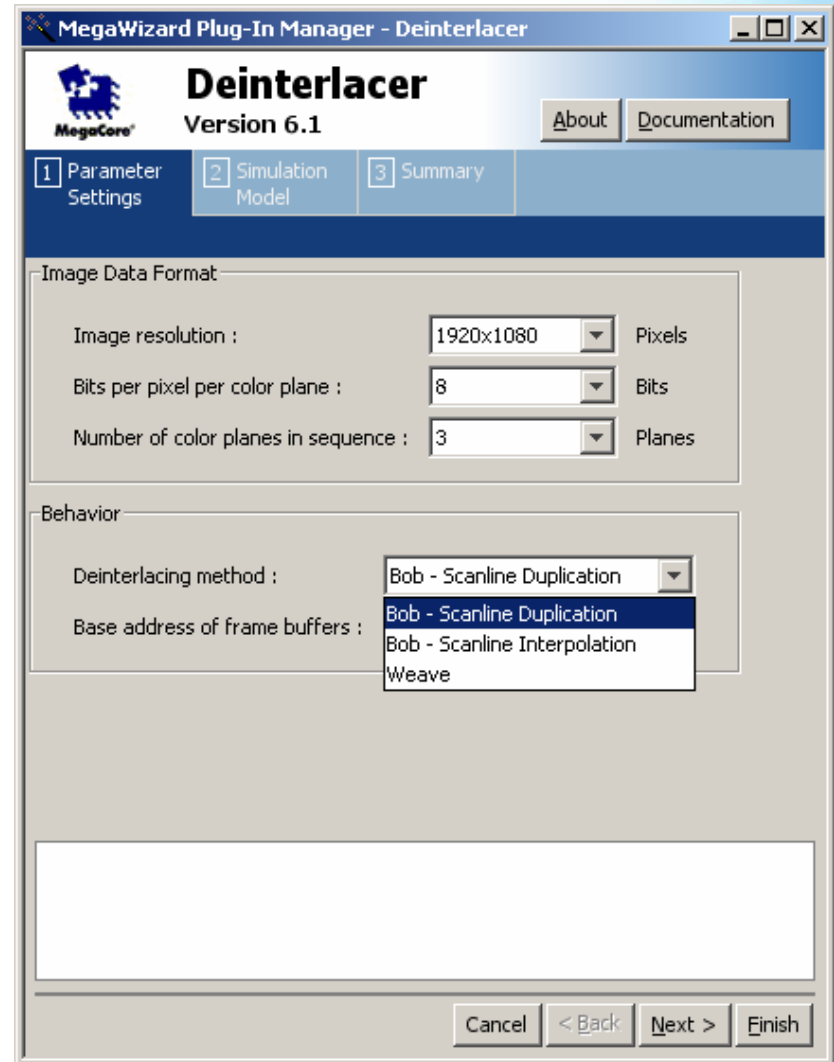 MegaWizard Plug-In Manager - Deinterlacer
MegaCore®
Deinterlacer
Version 6.1
About
Documentation
1 Parameter Settings
2 Simulation Model
3 Summary
Image Data Format
Image resolution : 1920x1080 Pixels
Bits per pixel per color plane : 8 Bits
Number of color planes in sequence : 3 Planes
Behavior
Deinterlacing method : Bob - Scanline Duplication
Bob - Scanline Duplication
Base address of frame buffers :
Bob - Scanline Interpolation
Weave
Cancel
< Back
Next >
Finish